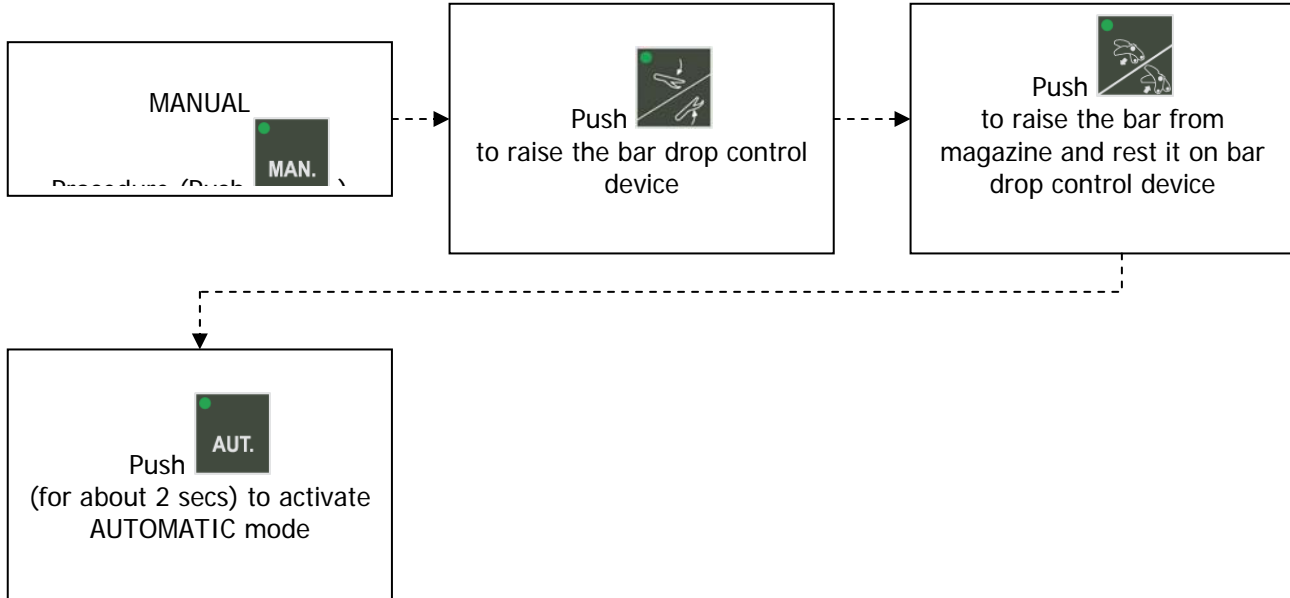 MANUAL
MAN.
Push
to raise the bar drop control
device
Push
to raise the bar from
magazine and rest it on bar
drop control device
AUT.
Push
(for about 2 secs) to activate
AUTOMATIC mode